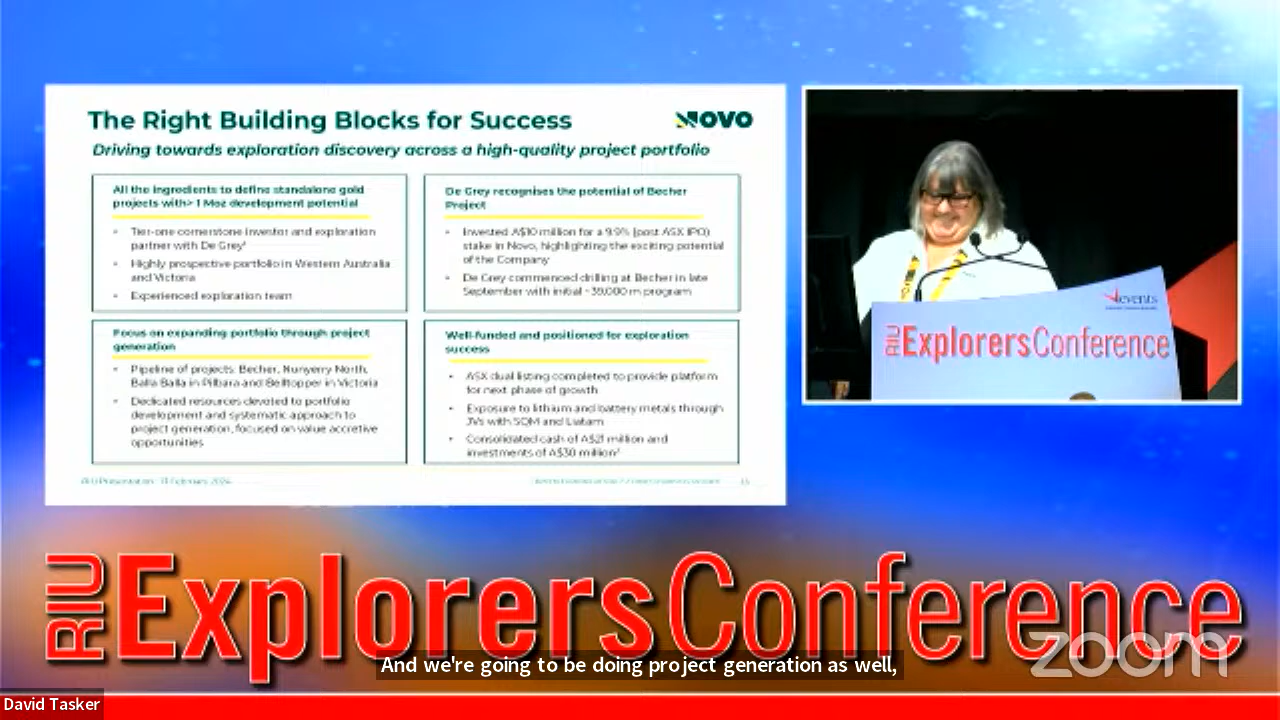 The Right Building Blocks for Success
NOVO
Driving towards exploration discovery across a high-quality project portfolio
All the ingredients to define standalone gold
projects with> 1 Moz development potential
• Tier-one cornerstone investor and exploration
partner with De Grey¹
• Highly prospective portfolio in Western Australia
and Victoria
• Experienced exploration team
De Grey recognises the potential of Becher
Project
• Invested A$10 million for a 9.9% (post ASX IPO)
stake in Novo, highlighting the exciting potential
of the Company
• De Grey commenced drilling at Becher in late
September with initial ~39,000 m program
Focus on expanding portfolio through project
generation
• Pipeline of projects: Becher, Nunyerry North,
Balla Balla in Pilbara and Belltopper in Victoria
• Dedicated resources devoted to portfolio
development and systematic approach to
project generation, focused on value accretive
opportunities
Well-funded and positioned for exploration
success
• ASX dual listing completed to provide platform
for next phase of growth
• Exposure to lithium and battery metals through
JVs with SQM and Liatam
• Consolidated cash of A$21 million and
investments of A$30 million²
RIU Presentation February 2024
events
RIU ExplorersConference
RIU ExplorersConference
zoom
And we're going to be doing project generation as well,
David Tasker